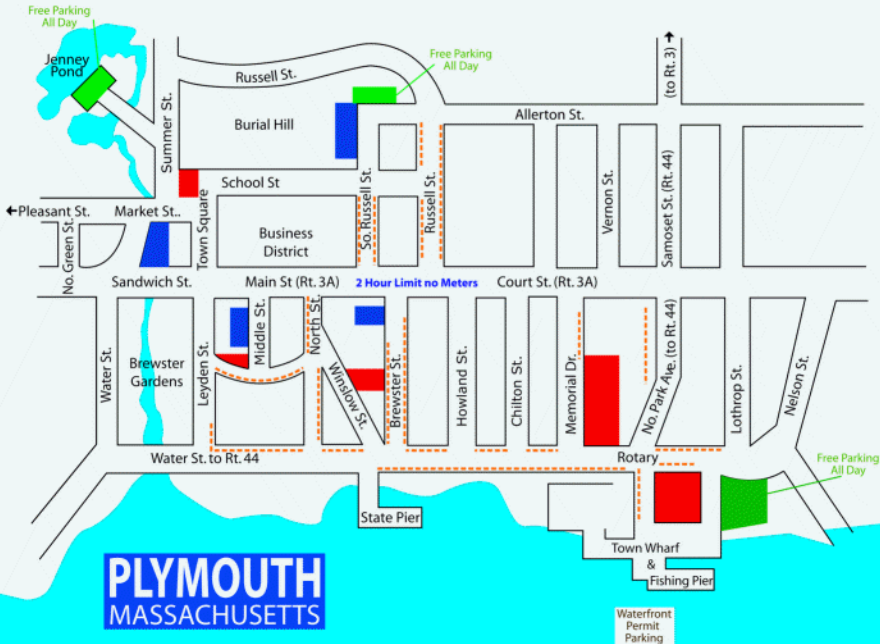 Free Parking
All Day
Jenney
Pond
Russell St.
Free Parking
All Day
(to Rt. 3)
Allerton St.
Burial Hill
Summer St.
School St
So. Russell St.
Russell St.
Vernon St.
Samoset St. (Rt. 44)
Pleasant St.
Market St..
Town Square
Business
District
No. Green St.
Sandwich St.
Main St (Rt. 3A)
2 Hour Limit no Meters
Court St. (Rt. 3A)
Water St.
Brewster
Gardens
Leyden St.
Middle St.
North St.
Winslow St.
Brewster St.
Howland St.
Chilton St.
Memorial Dr.
No. Park Ave. (to Rt. 44)
Lothrop St.
Nelson St.
Water St. to Rt. 44
Rotary
Free Parking
All Day
State Pier
Town Wharf
&
Fishing Pier
PLYMOUTH
MASSACHUSETTS
Waterfront
Permit
Parking